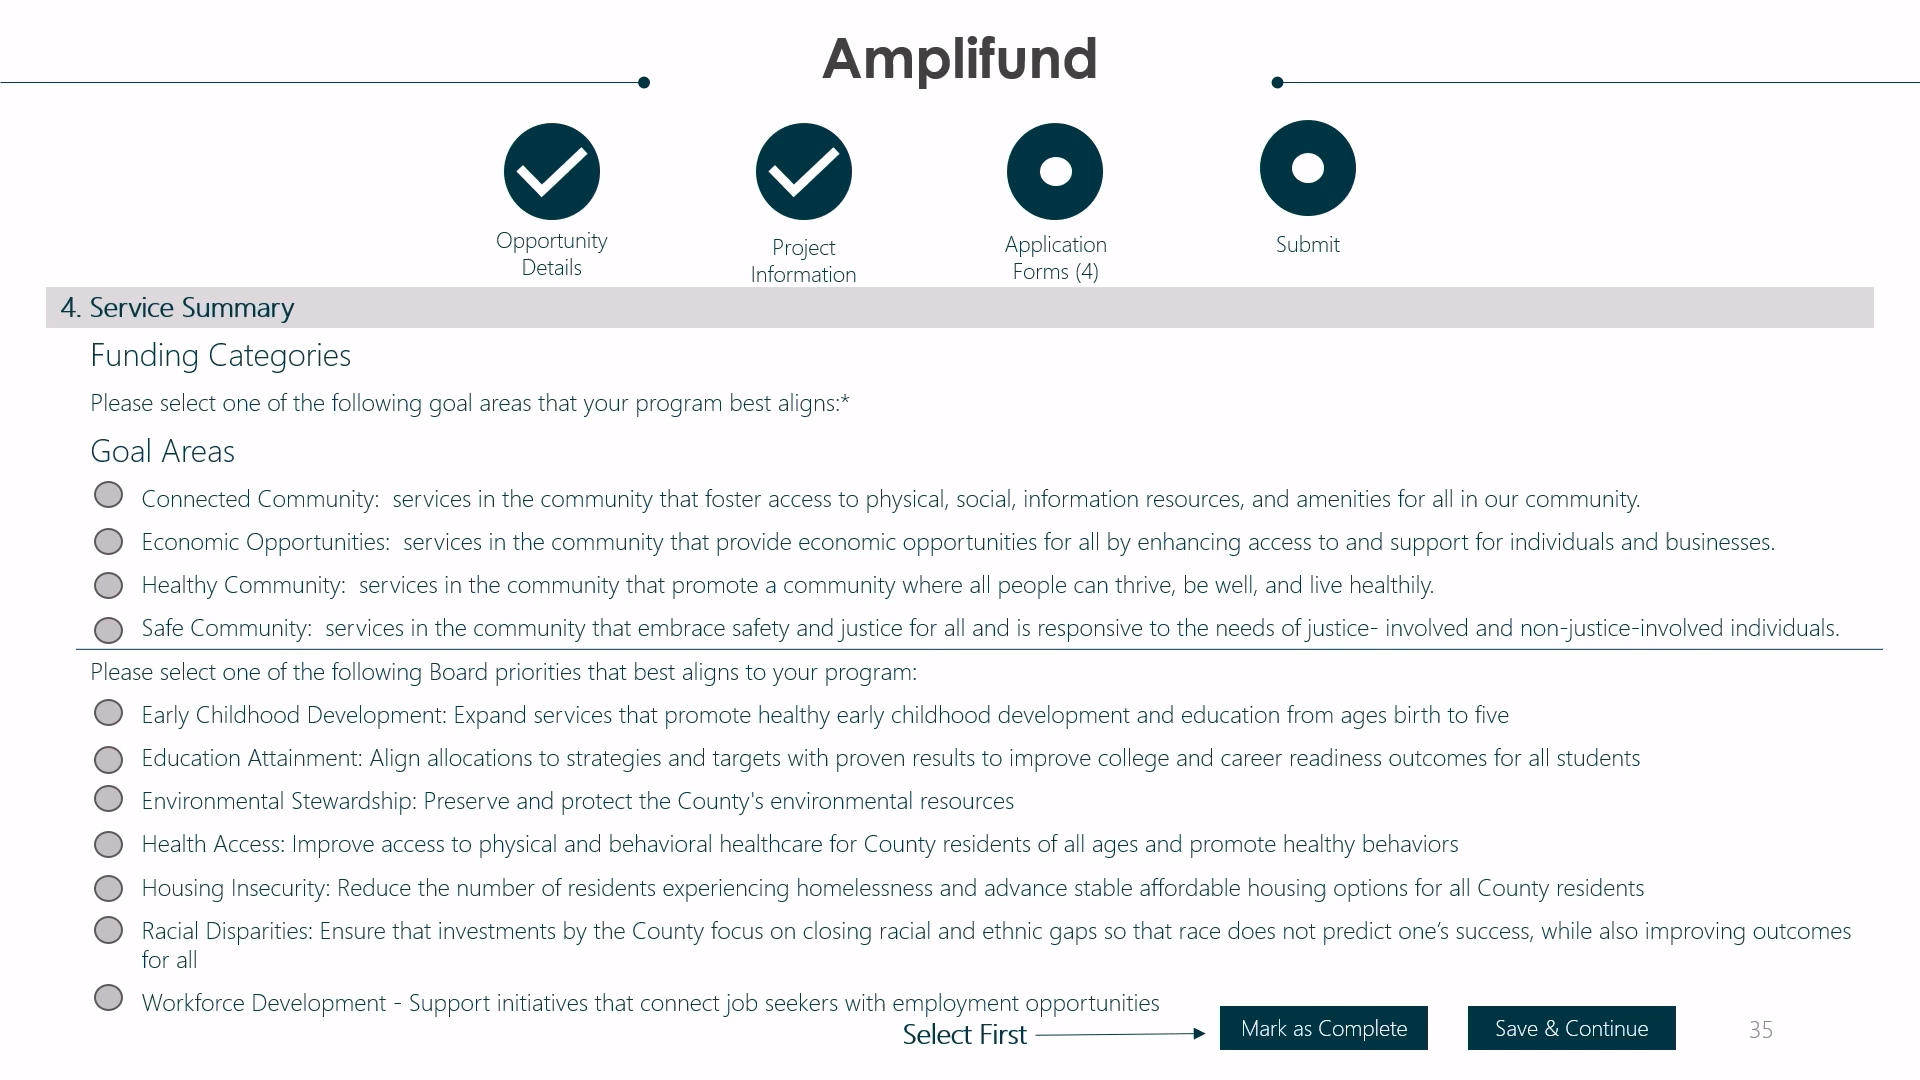 Amplifund
Opportunity
Details
Project
Information
Application
Forms (4)
Submit
4. Service Summary
Funding Categories
Please select one of the following goal areas that your program best aligns:*
Goal Areas
Connected Community:  services in the community that foster access to physical, social, information resources, and amenities for all in our community.
Economic Opportunities:  services in the community that provide economic opportunities for all by enhancing access to and support for individuals and businesses.
Healthy Community:  services in the community that promote a community where all people can thrive, be well, and live healthily.
Safe Community:  services in the community that embrace safety and justice for all and is responsive to the needs of justice- involved and non-justice-involved individuals.
Please select one of the following Board priorities that best aligns to your program:
Early Childhood Development: Expand services that promote healthy early childhood development and education from ages birth to five
Education Attainment: Align allocations to strategies and targets with proven results to improve college and career readiness outcomes for all students
Environmental Stewardship: Preserve and protect the County's environmental resources
Health Access: Improve access to physical and behavioral healthcare for County residents of all ages and promote healthy behaviors
Housing Insecurity: Reduce the number of residents experiencing homelessness and advance stable affordable housing options for all County residents
Racial Disparities: Ensure that investments by the County focus on closing racial and ethnic gaps so that race does not predict one’s success, while also improving outcomes
for all
Workforce Development - Support initiatives that connect job seekers with employment opportunities
Select First
Mark as Complete
Save & Continue
35